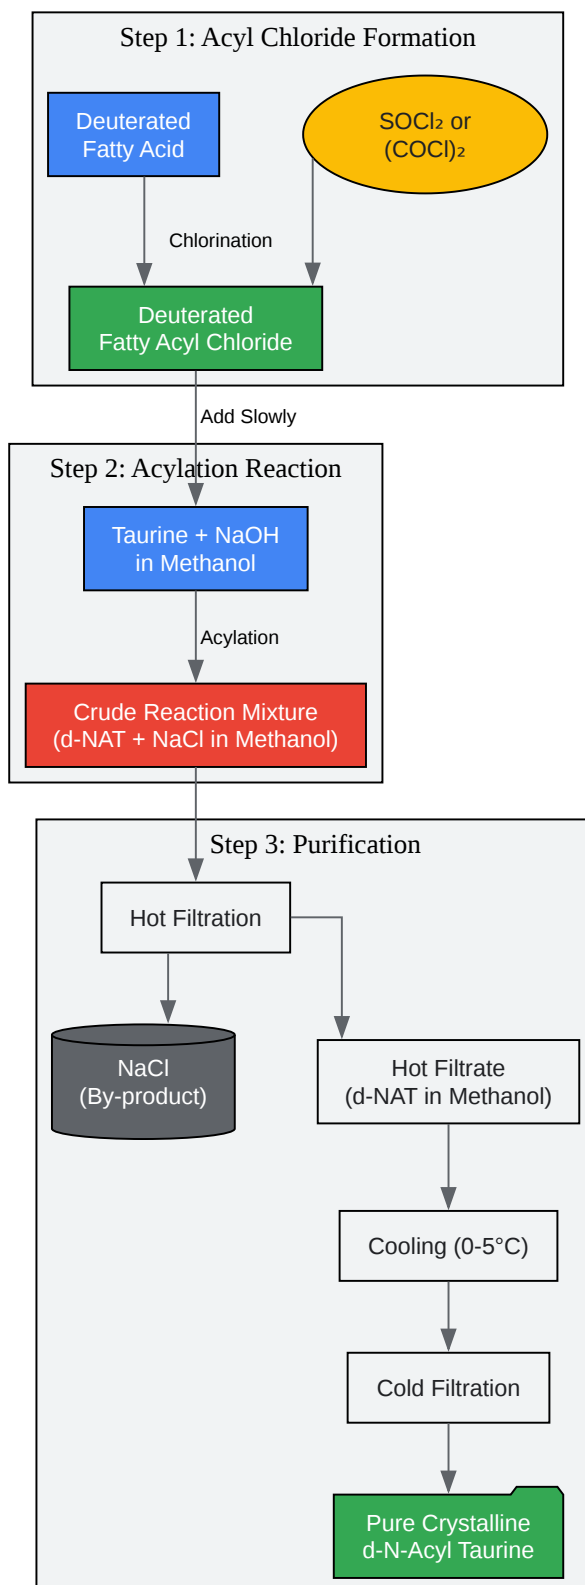 Step 1: Acyl Chloride Formation
Deuterated
Fatty Acid
SOCl₂ or
(COCl)₂
Chlorination
Deuterated
Fatty Acyl Chloride
Add Slowly
Step 2: Acylation Reaction
Taurine + NaOH
in Methanol
Acylation
Crude Reaction Mixture
(d-NAT + NaCl in Methanol)
Step 3: Purification
Hot Filtration
NaCl
(By-product)
Hot Filtrate
(d-NAT in Methanol)
Cooling (0-5°C)
Cold Filtration
Pure Crystalline
d-N-Acyl Taurine